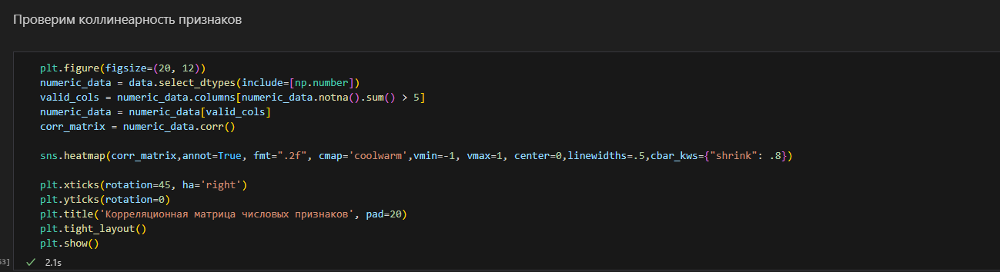 Проверим коллинеарность признаков
plt.figure(figsize=(20, 12))
numeric_data = data.select_dtypes(include=[np.number])
valid_cols = numeric_data.columns[numeric_data.notna().sum() > 5]
numeric_data = numeric_data[valid_cols]
corr_matrix = numeric_data.corr()
sns.heatmap(corr_matrix,annot=True, fmt=".2f", cmap='coolwarm',vmin=-1, vmax=1, center=0,linewidths=.5,cbar_kws={"shrink": .8})
plt.xticks(rotation=45, ha='right')
plt.yticks(rotation=0)
plt.title('Корреляционная матрица числовых признаков', pad=20)
plt.tight_layout()
plt.show()
53] 2.1s